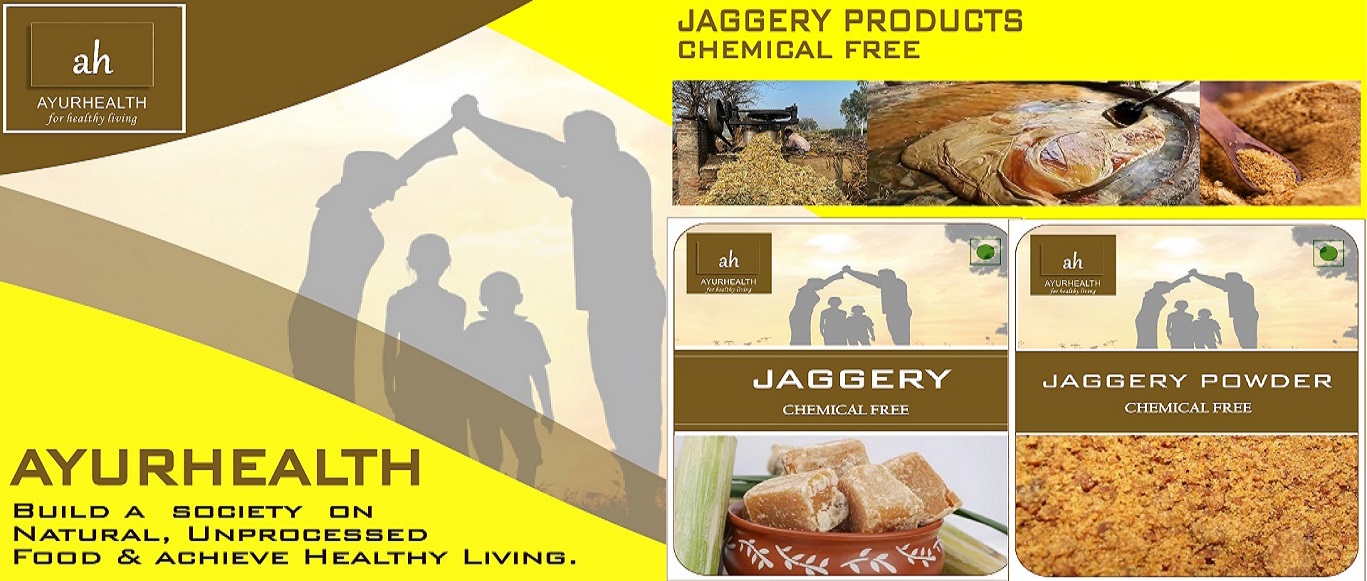 ah
AYURHEALTH
for healthy living
AYURHEALTH
BUILD A SOCIETY ON
NATURAL, UNPROCESSED
FOOD & ACHIEVE HEALTHY LIVING.
JAGGERY PRODUCTS
CHEMICAL FREE
ah
AYURHEALTH
for healthy living
JAGGERY
CHEMICAL FREE
ah
AYURHEALTH
for healthy living
JAGGERY POWDER
CHEMICAL FREE